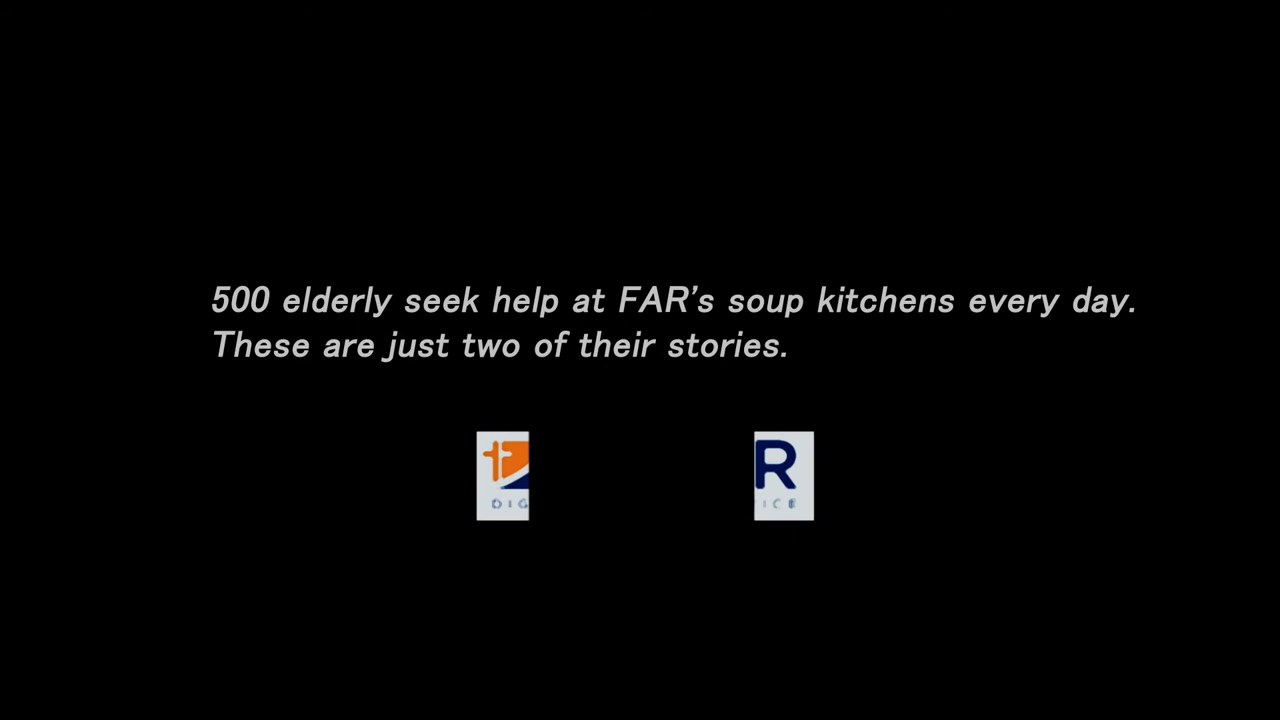 500 elderly seek help at FAR's soup kitchens every day.
These are just two of their stories.
R